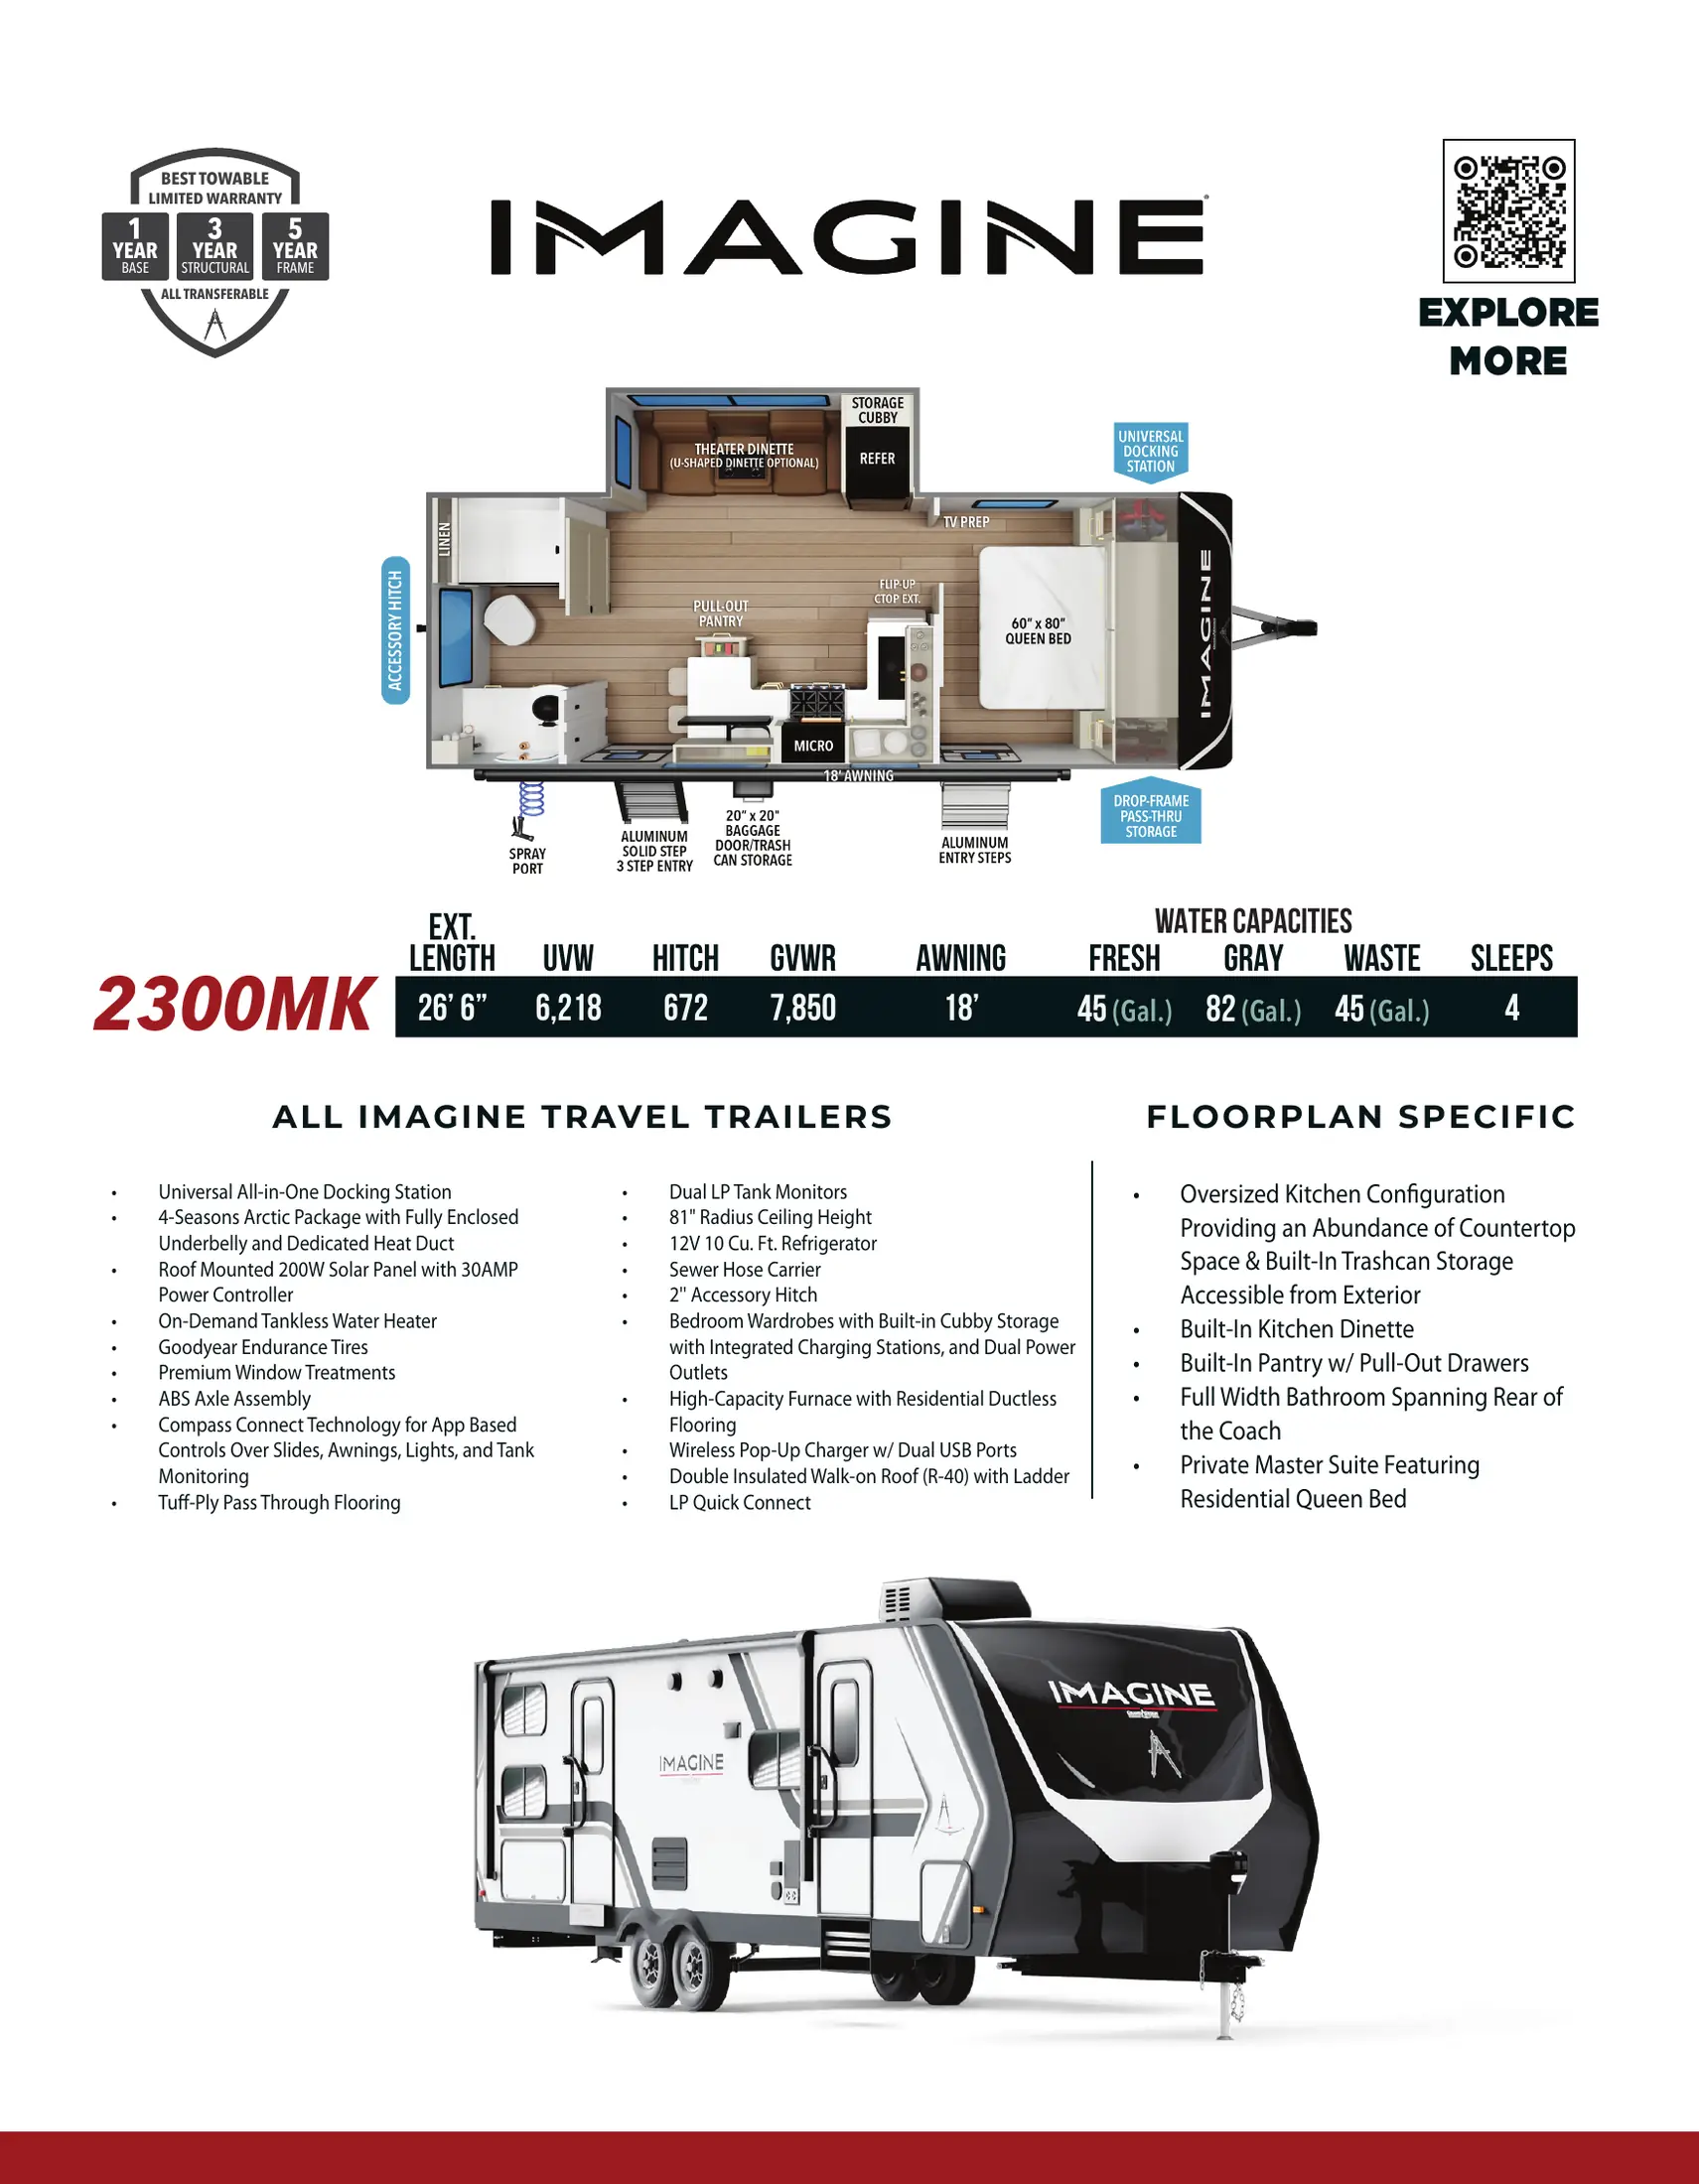 BEST TOWABLE
LIMITED WARRANTY
1
YEAR
BASE
3
YEAR
STRUCTURAL
5
YEAR
FRAME
ALL TRANSFERABLE
IMAGINE
EXPLORE
MORE
STORAGE
CUBBY
THEATER DINETTE
(U-SHAPED DINETTE OPTIONAL)
REFER
UNIVERSAL
DOCKING
STATION
LINEN
TV PREP
ACCESSORY HITCH
FLIP-UP
CTOP EXT.
PULL-OUT
PANTRY
60" x 80"
QUEEN BED
IMAGINE
MICRO
18' AWNING
SPRAY
PORT
ALUMINUM
SOLID STEP
3 STEP ENTRY
20" x 20"
BAGGAGE
DOOR/TRASH
CAN STORAGE
ALUMINUM
ENTRY STEPS
DROP-FRAME
PASS-THRU
STORAGE
WATER CAPACITIES
EXT.
LENGTH UVW HITCH GVWR AWNING FRESH GRAY WASTE SLEEPS
2300MK 26’ 6” 6,218 672 7,850 18’ 45 (Gal.) 82 (Gal.) 45 (Gal.) 4
ALL IMAGINE TRAVEL TRAILERS
• Universal All-in-One Docking Station
• 4-Seasons Arctic Package with Fully Enclosed
Underbelly and Dedicated Heat Duct
• Roof Mounted 200W Solar Panel with 30AMP
Power Controller
• On-Demand Tankless Water Heater
• Goodyear Endurance Tires
• Premium Window Treatments
• ABS Axle Assembly
• Compass Connect Technology for App Based
Controls Over Slides, Awnings, Lights, and Tank
Monitoring
• Tuff-Ply Pass Through Flooring
• Dual LP Tank Monitors
• 81" Radius Ceiling Height
• 12V 10 Cu. Ft. Refrigerator
• Sewer Hose Carrier
• 2" Accessory Hitch
• Bedroom Wardrobes with Built-in Cubby Storage
with Integrated Charging Stations, and Dual Power
Outlets
• High-Capacity Furnace with Residential Ductless
Flooring
• Wireless Pop-Up Charger w/ Dual USB Ports
• Double Insulated Walk-on Roof (R-40) with Ladder
• LP Quick Connect
FLOORPLAN SPECIFIC
• Oversized Kitchen Configuration
Providing an Abundance of Countertop
Space & Built-In Trashcan Storage
Accessible from Exterior
• Built-In Kitchen Dinette
• Built-In Pantry w/ Pull-Out Drawers
• Full Width Bathroom Spanning Rear of
the Coach
• Private Master Suite Featuring
Residential Queen Bed
IMAGINE
IMAGINE